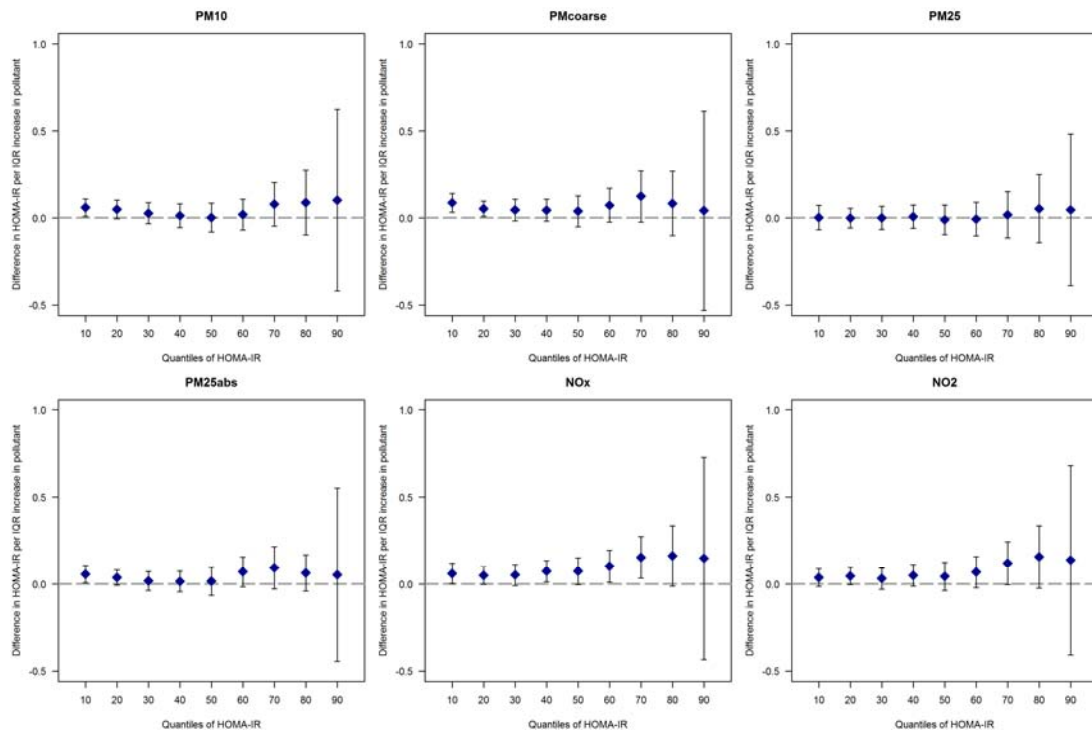 PM10
Difference in HOMA-IR per IQR increase in pollutant
1.0
0.5
0.0
-0.5
10 20 30 40 50 60 70 80 90
Quantiles of HOMA-IR
PMcoarse
Difference in HOMA-IR per IQR increase in pollutant
1.0
0.5
0.0
-0.5
10 20 30 40 50 60 70 80 90
Quantiles of HOMA-IR
PM25
Difference in HOMA-IR per IQR increase in pollutant
1.0
0.5
0.0
-0.5
10 20 30 40 50 60 70 80 90
Quantiles of HOMA-IR
PM25abs
Difference in HOMA-IR per IQR increase in pollutant
1.0
0.5
0.0
-0.5
10 20 30 40 50 60 70 80 90
Quantiles of HOMA-IR
NOx
Difference in HOMA-IR per IQR increase in pollutant
1.0
0.5
0.0
-0.5
10 20 30 40 50 60 70 80 90
Quantiles of HOMA-IR
NO2
Difference in HOMA-IR per IQR increase in pollutant
1.0
0.5
0.0
-0.5
10 20 30 40 50 60 70 80 90
Quantiles of HOMA-IR